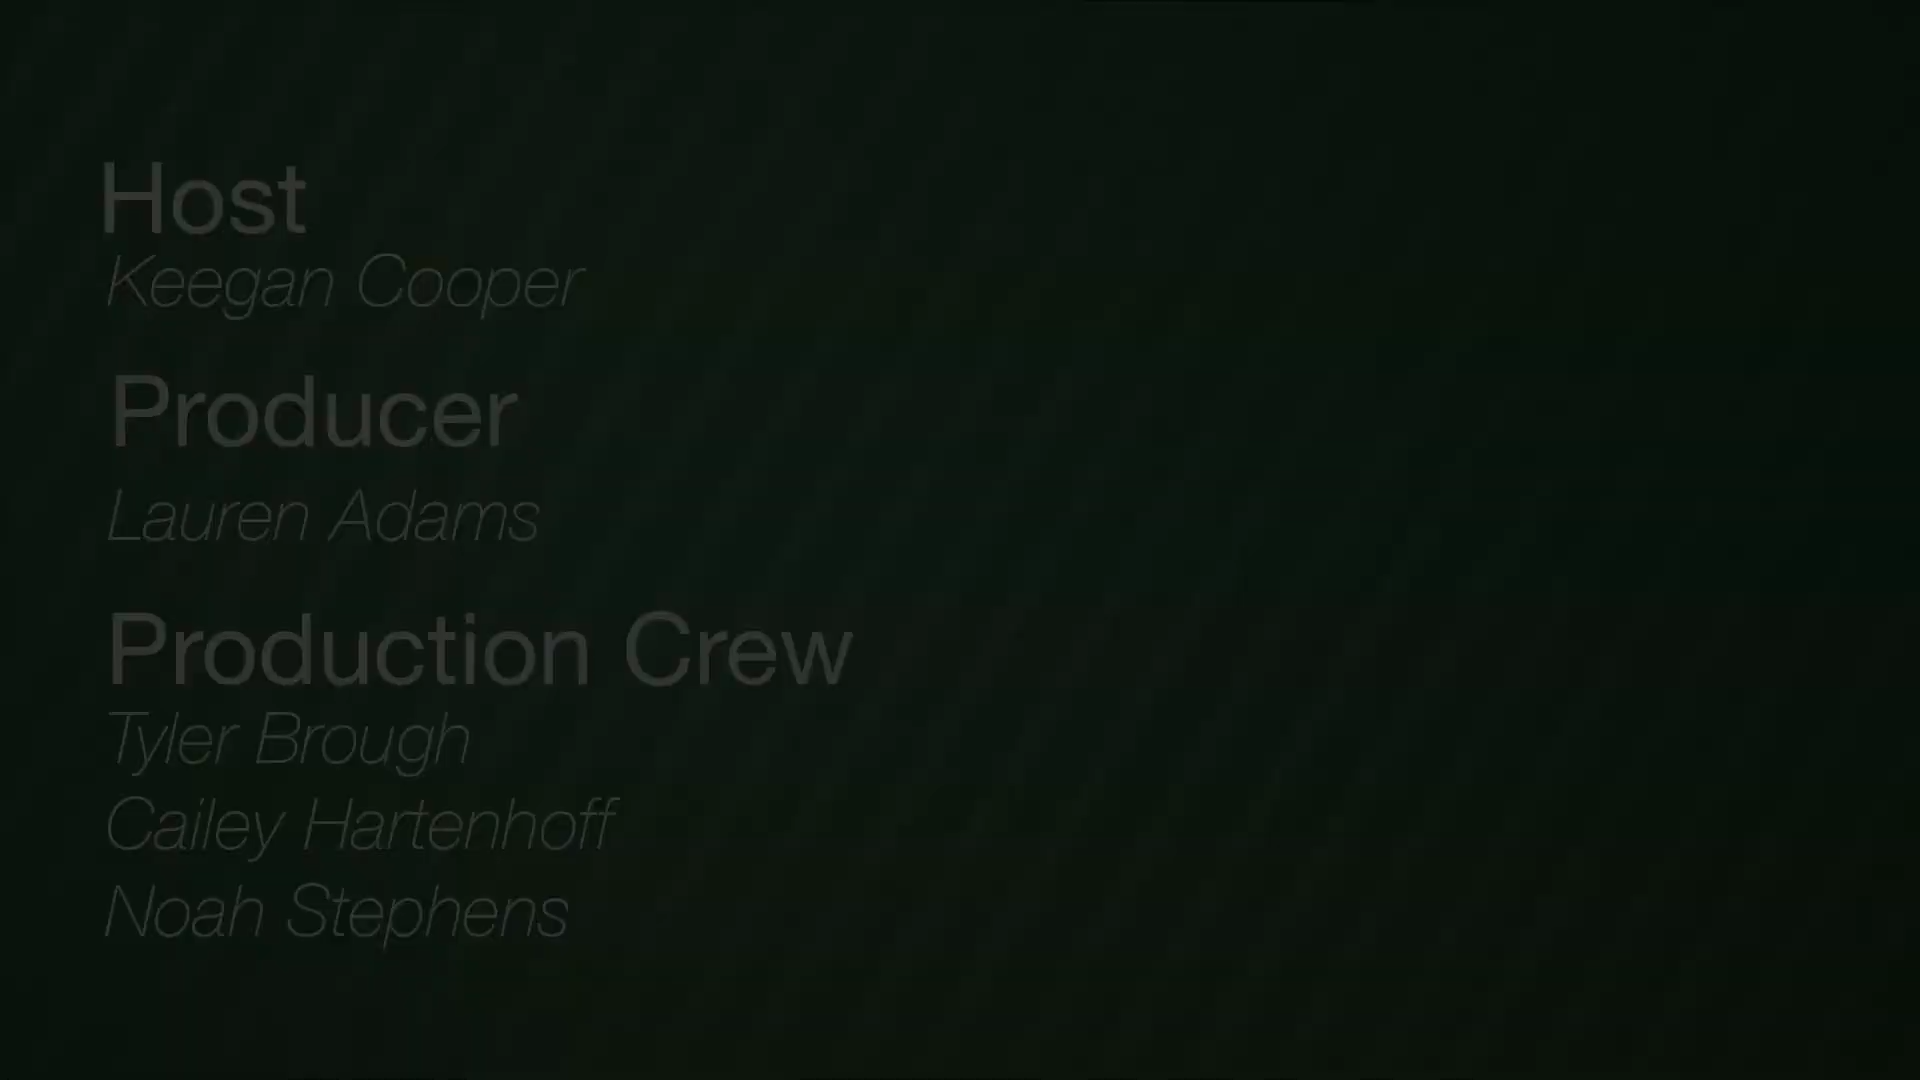 Host
Keegan Cooper
Producer
Lauren Adams
Production Crew
Tyler Brough
Cailey Hartenhoff
Noah Stephens